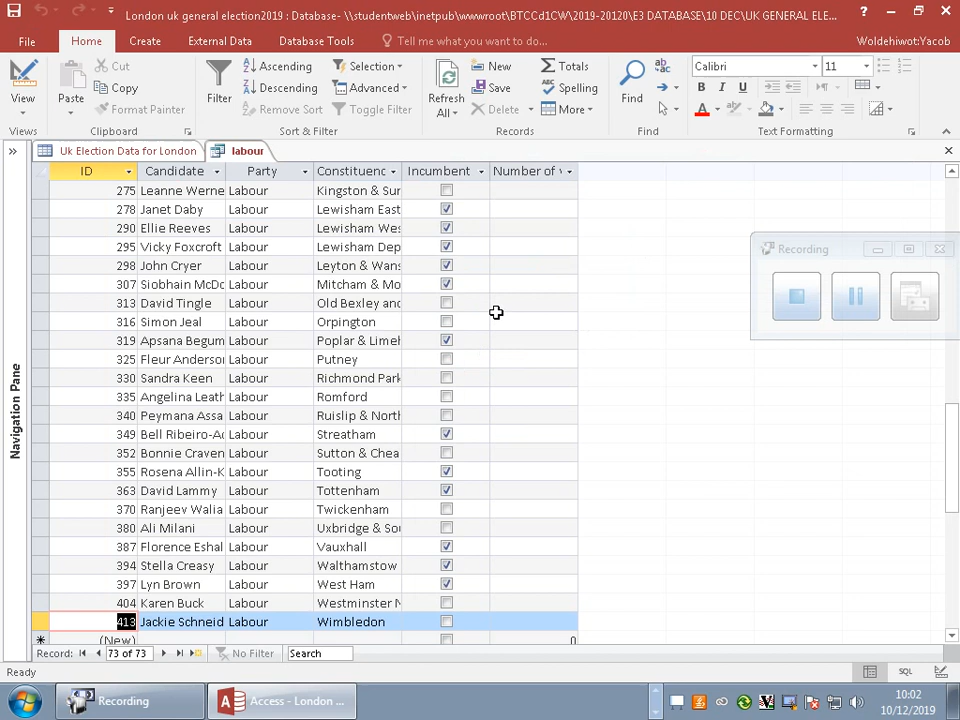 London uk general election2019 : Database- \\studentweb\inetpub\wwwroot\BTCCd1CW\2019-20120\E3 DATABASE\10 DEC\UK GENERAL ELE...
File Home Create External Data Database Tools Tell me what you want to do... Woldehiwot:Yacob
View
Views
Paste
Cut
Copy
Format Painter
Clipboard
Filter
Ascending
Descending
Remove Sort
Selection
Advanced
Toggle Filter
Sort & Filter
Refresh All
New
Save
Delete
Totals
Spelling
More
Records
Find
Find
Calibri 11
B I U
A
Text Formatting
Uk Election Data for London labour
ID Candidate Party Constituenc Incumbent Number of v
275 Leanne Werne Labour Kingston & Sur
278 Janet Daby Labour Lewisham East
290 Ellie Reeves Labour Lewisham Wes
295 Vicky Foxcroft Labour Lewisham Dep
298 John Cryer Labour Leyton & Wans
307 Siobhain McDo Labour Mitcham & Mo
313 David Tingle Labour Old Bexley and
316 Simon Jeal Labour Orpington
319 Apsana Begum Labour Poplar & Limeh
325 Fleur Anderson Labour Putney
330 Sandra Keen Labour Richmond Park
335 Angelina Leath Labour Romford
340 Peymana Assa Labour Ruislip & North
349 Bell Ribeiro-Ad Labour Streatham
352 Bonnie Craven Labour Sutton & Chea
355 Rosena Allin-K Labour Tooting
363 David Lammy Labour Tottenham
370 Ranjeev Walia Labour Twickenham
380 Ali Milani Labour Uxbridge & Sou
387 Florence Eshal Labour Vauxhall
394 Stella Creasy Labour Walthamstow
397 Lyn Brown Labour West Ham
404 Karen Buck Labour Westminster N
413 Jackie Schneid Labour Wimbledon
(New) 0
Navigation Pane
Recording
Record: 73 of 73 No Filter Search
Ready SQL
Recording Access - London ... 10:02
10/12/2019